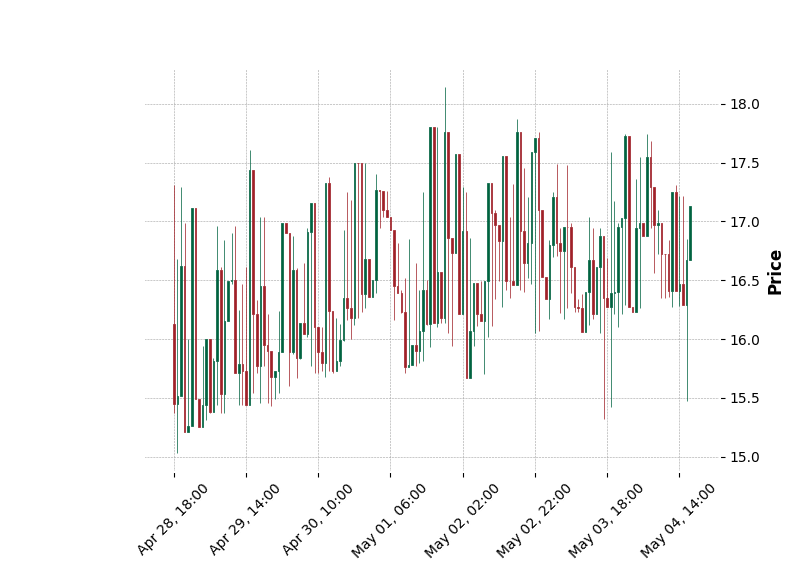 18.0
17.5
17.0
16.5
16.0
15.5
15.0
Price
Apr 28, 18:00
Apr 29, 14:00
Apr 30, 10:00
May 01, 06:00
May 02, 02:00
May 02, 22:00
May 03, 18:00
May 04, 14:00